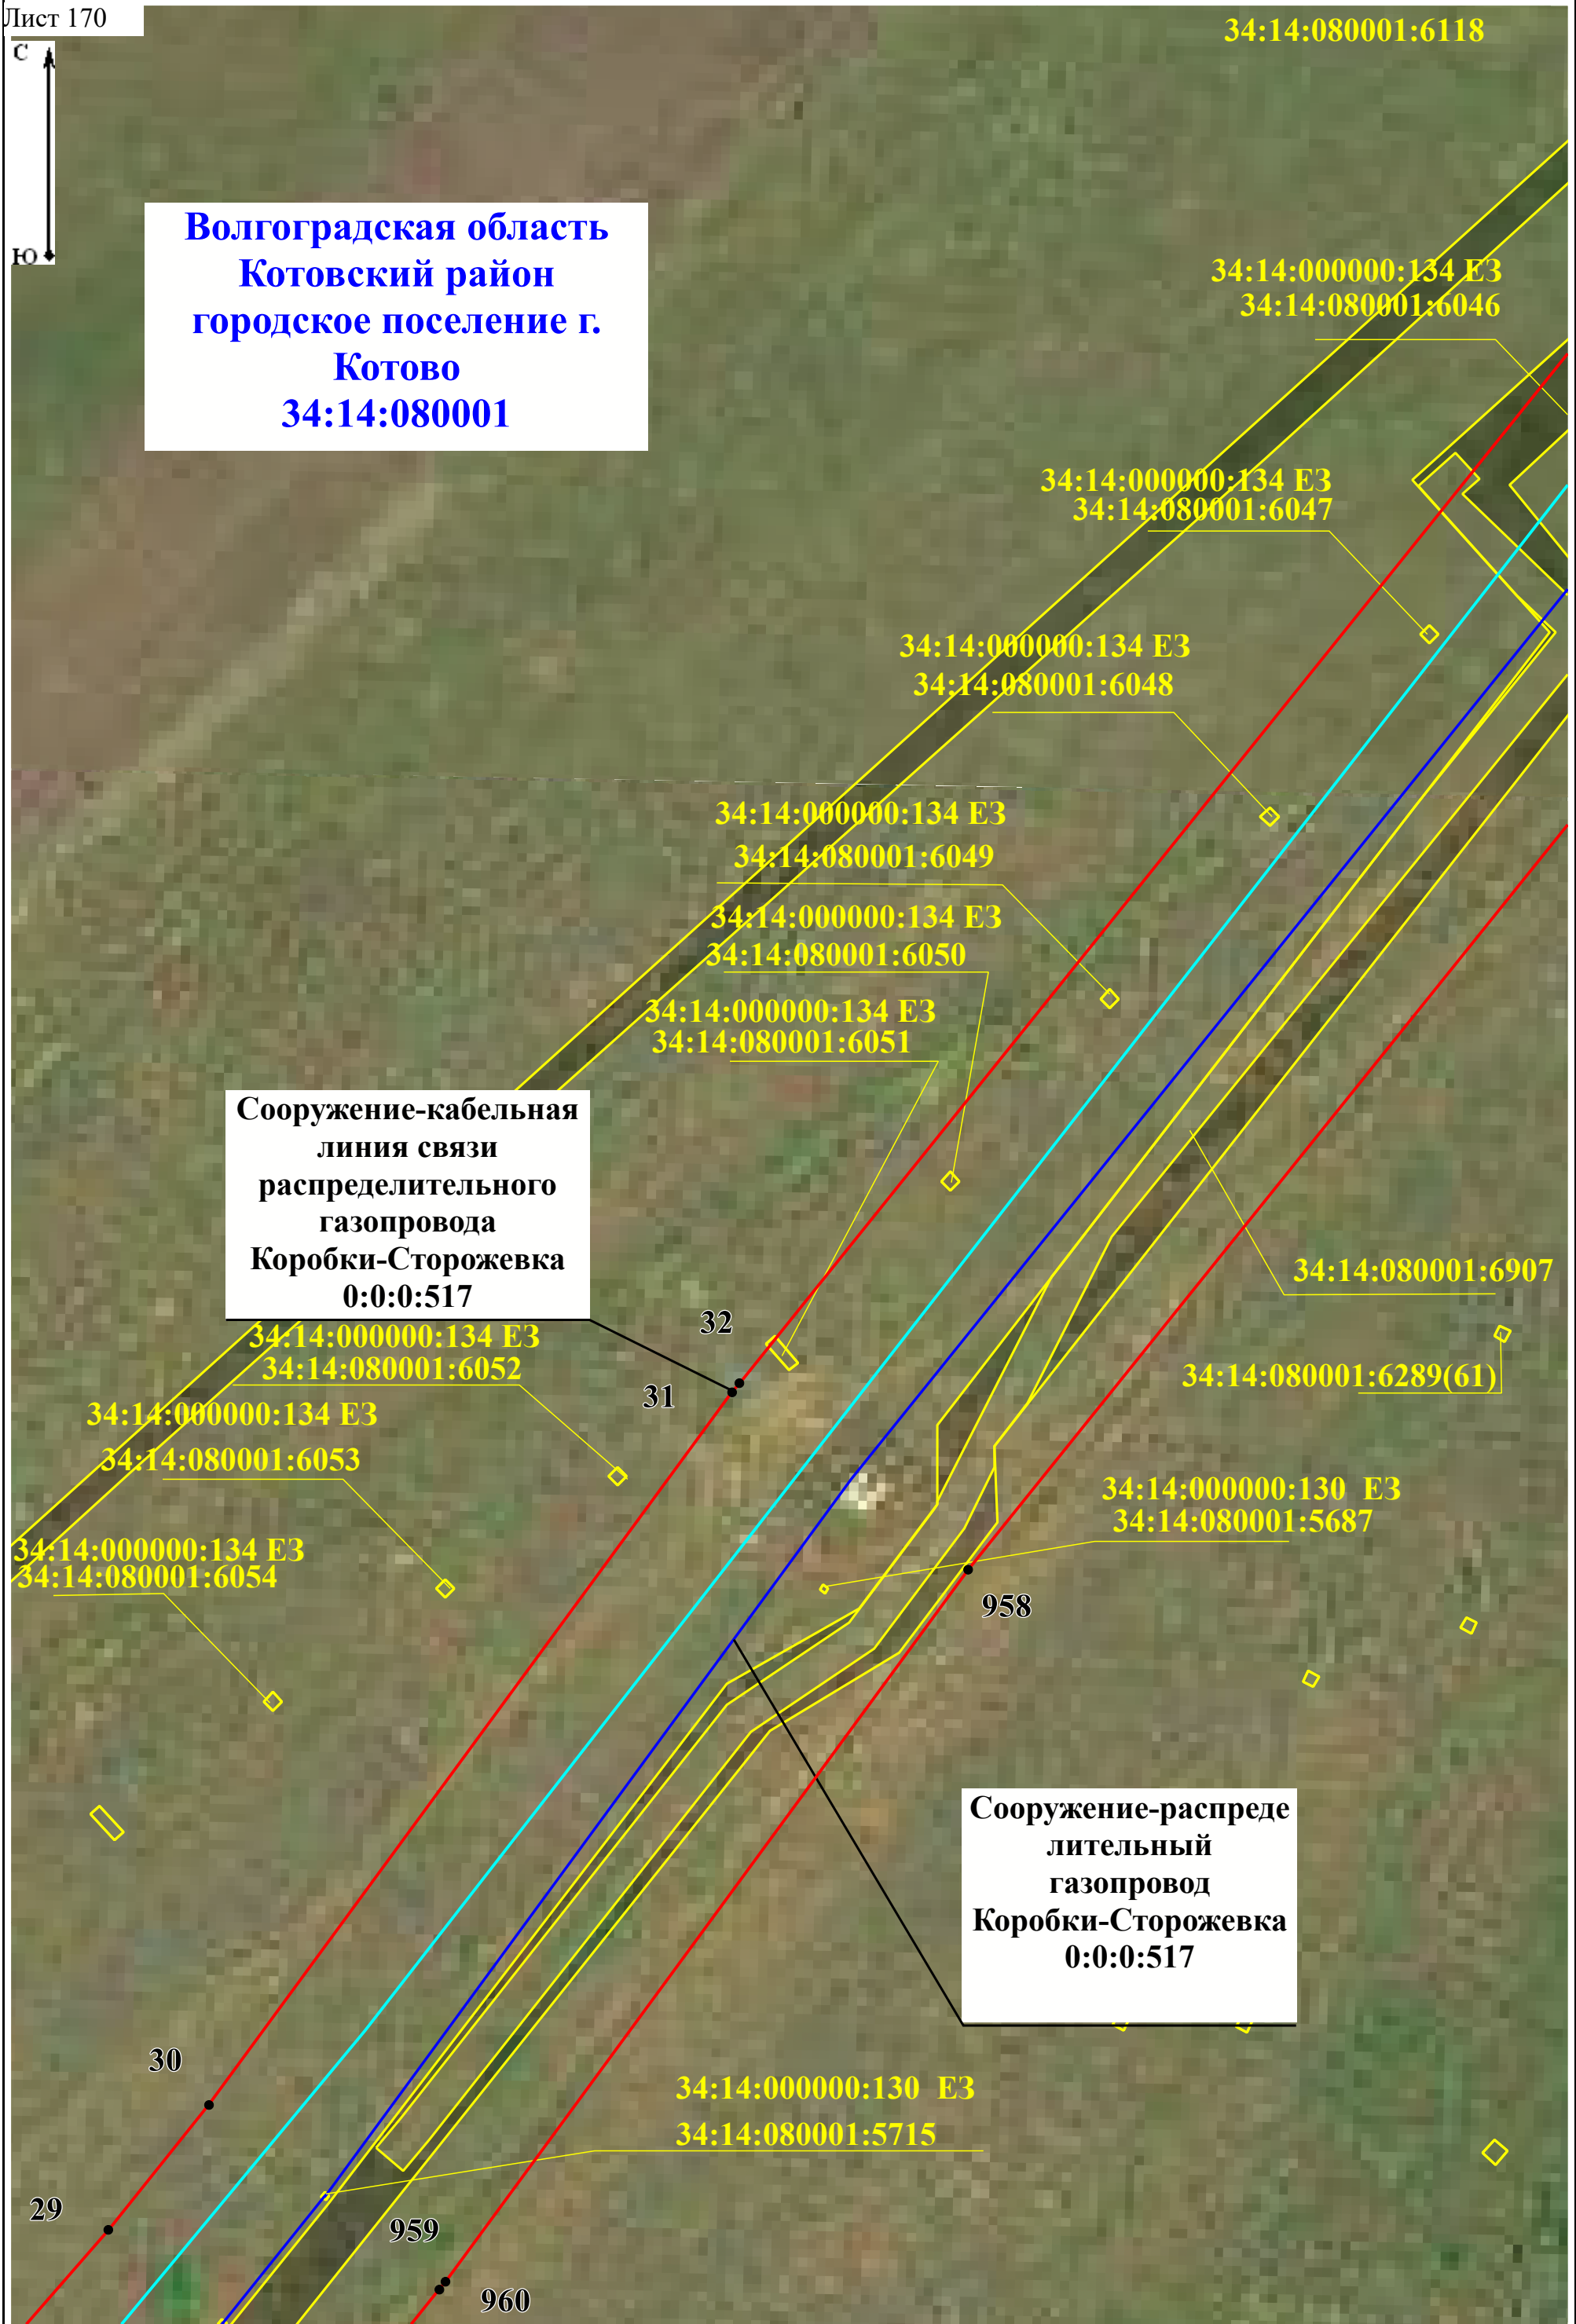 Лист 170
С
Ю
34:14:080001:6118
Волгоградская область
Котовский район
городское поселение г.
Котово
34:14:080001
34:14:000000:134 ЕЗ
34:14:080001:6046
34:14:000000:134 ЕЗ
34:14:080001:6047
34:14:000000:134 ЕЗ
34:14:080001:6048
34:14:000000:134 ЕЗ
34:14:080001:6049
34:14:000000:134 ЕЗ
34:14:080001:6050
34:14:000000:134 ЕЗ
34:14:080001:6051
Сооружение-кабельная
линия связи
распределительного
газопровода
Коробки-Сторожевка
0:0:0:517
34:14:080001:6907
32
31
34:14:000000:134 ЕЗ
34:14:080001:6052
34:14:080001:6289(61)
34:14:000000:134 ЕЗ
34:14:080001:6053
34:14:000000:130 ЕЗ
34:14:080001:5687
34:14:000000:134 ЕЗ
34:14:080001:6054
958
Сооружение-распреде
лительный
газопровод
Коробки-Сторожевка
0:0:0:517
30
34:14:000000:130 ЕЗ
34:14:080001:5715
29
959
960